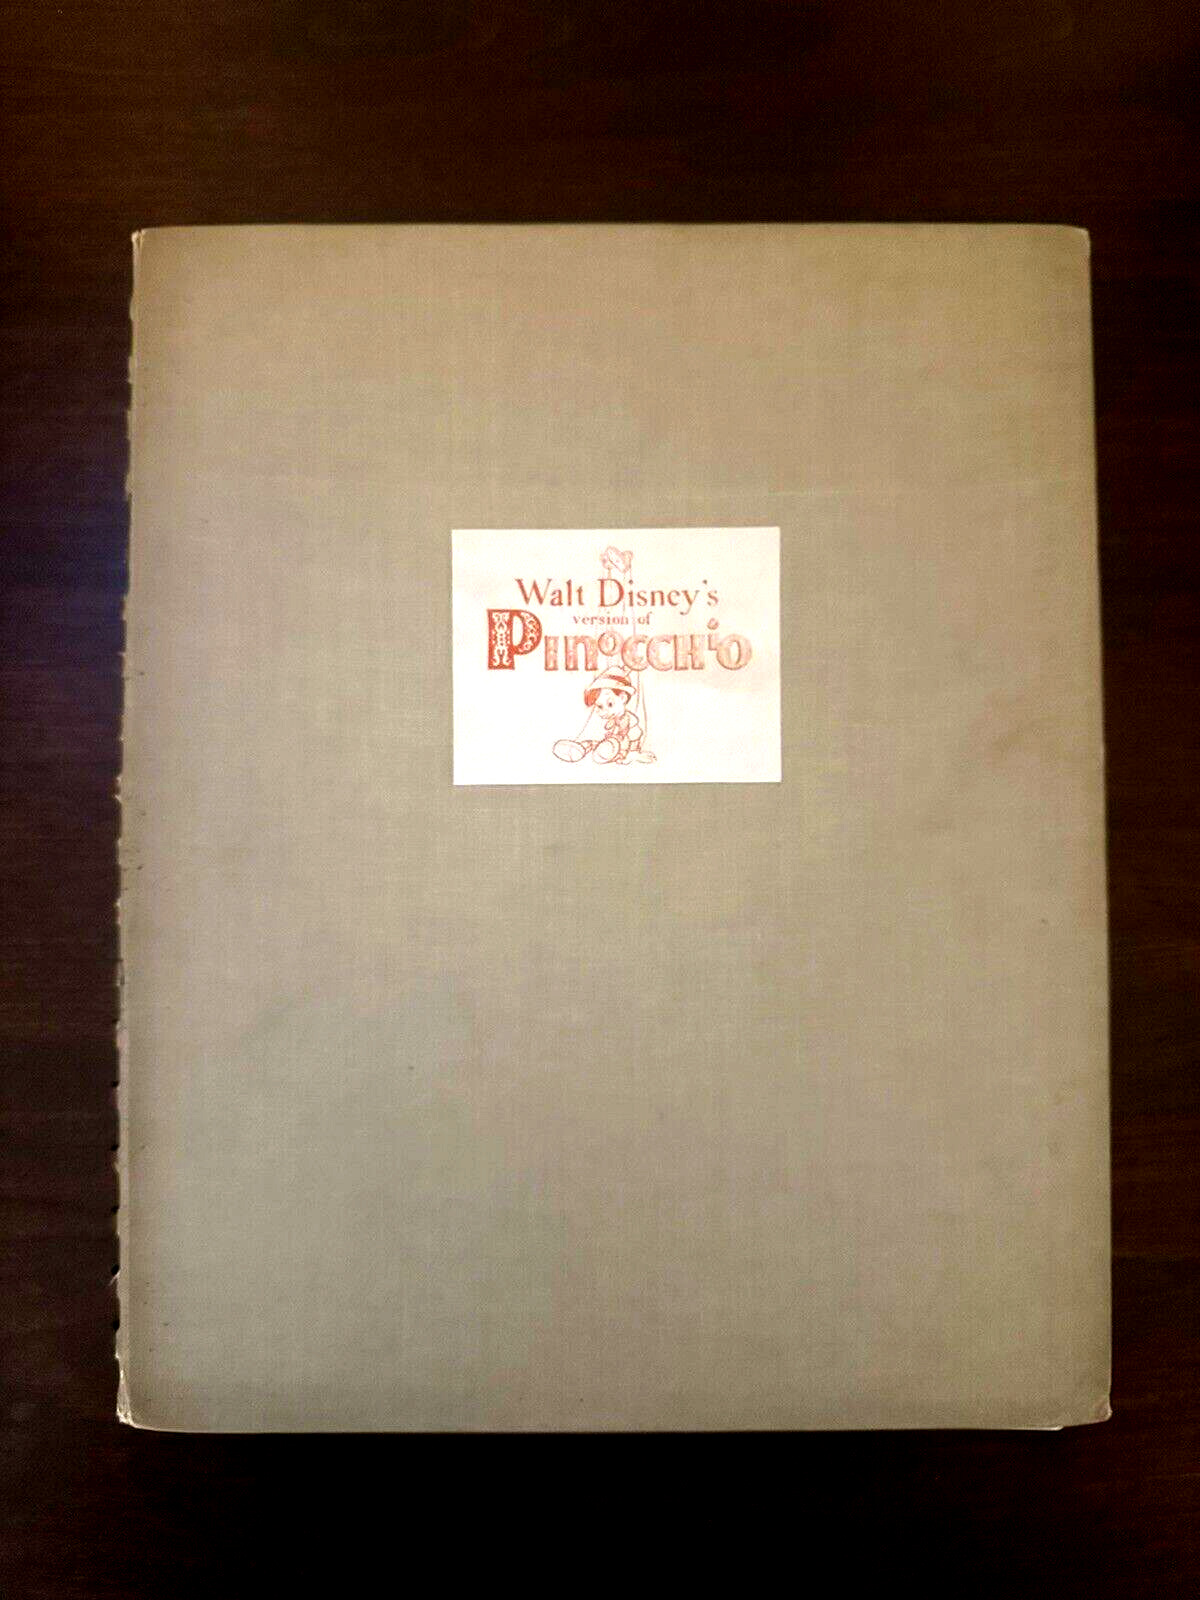 Walt Disney's
version of
Pinocchio